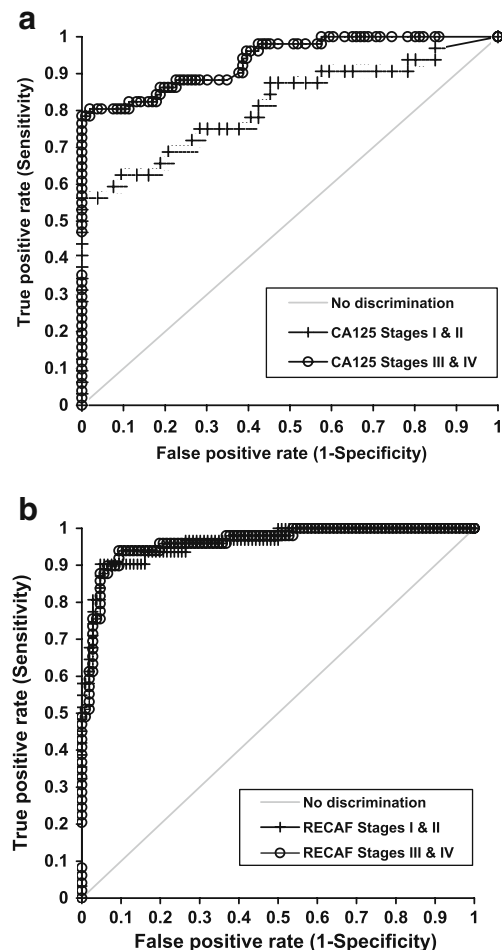 a
True positive rate (Sensitivity)
1
0.9
0.8
0.7
0.6
0.5
0.4
0.3
0.2
0.1
0
No discrimination
CA125 Stages I & II
CA125 Stages III & IV
0 0.1 0.2 0.3 0.4 0.5 0.6 0.7 0.8 0.9 1
False positive rate (1-Specificity)
b
True positive rate (Sensitivity)
1
0.9
0.8
0.7
0.6
0.5
0.4
0.3
0.2
0.1
0
No discrimination
RECAF Stages I & II
RECAF Stages III & IV
0 0.1 0.2 0.3 0.4 0.5 0.6 0.7 0.8 0.9 1
False positive rate (1-Specificity)